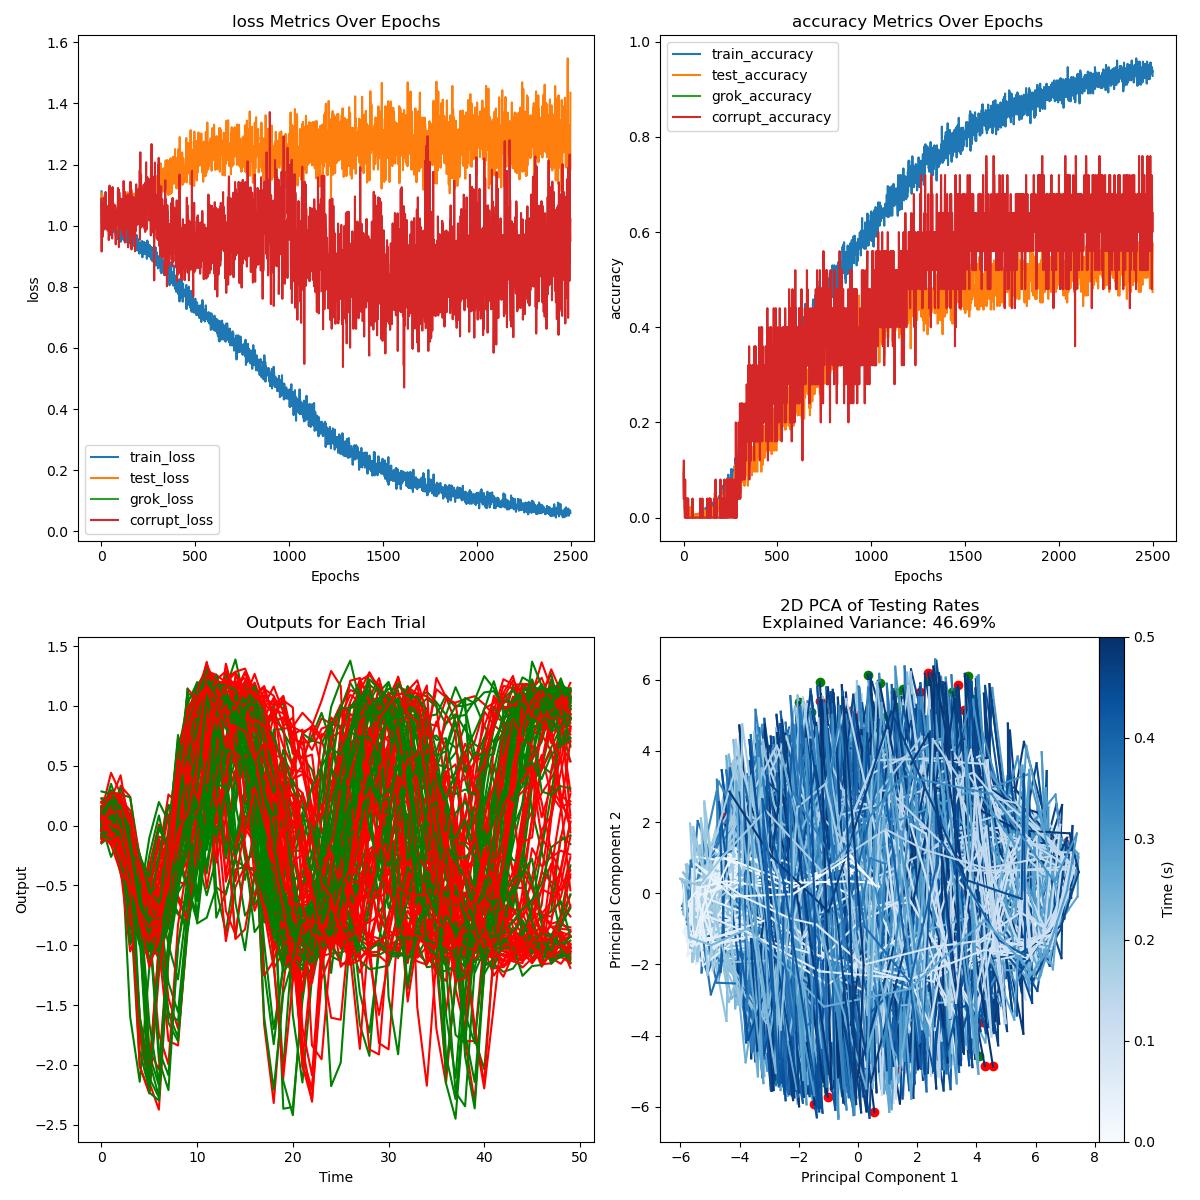 loss Metrics Over Epochs
1.6
1.4
1.2
1.0
0.8
0.6
0.4
0.2
0.0
loss
train_loss
test_loss
grok_loss
corrupt_loss
0 500 1000 1500 2000 2500
Epochs
accuracy Metrics Over Epochs
1.0
0.8
0.6
0.4
0.2
0.0
accuracy
train_accuracy
test_accuracy
grok_accuracy
corrupt_accuracy
0 500 1000 1500 2000 2500
Epochs
Outputs for Each Trial
1.5
1.0
0.5
0.0
−0.5
−1.0
−1.5
−2.0
−2.5
Output
0 10 20 30 40 50
Time
2D PCA of Testing Rates
Explained Variance: 46.69%
6
4
2
0
−2
−4
−6
Principal Component 2
−6 −4 −2 0 2 4 6 8
Principal Component 1
0.5
0.4
0.3
0.2
0.1
0.0
Time (s)